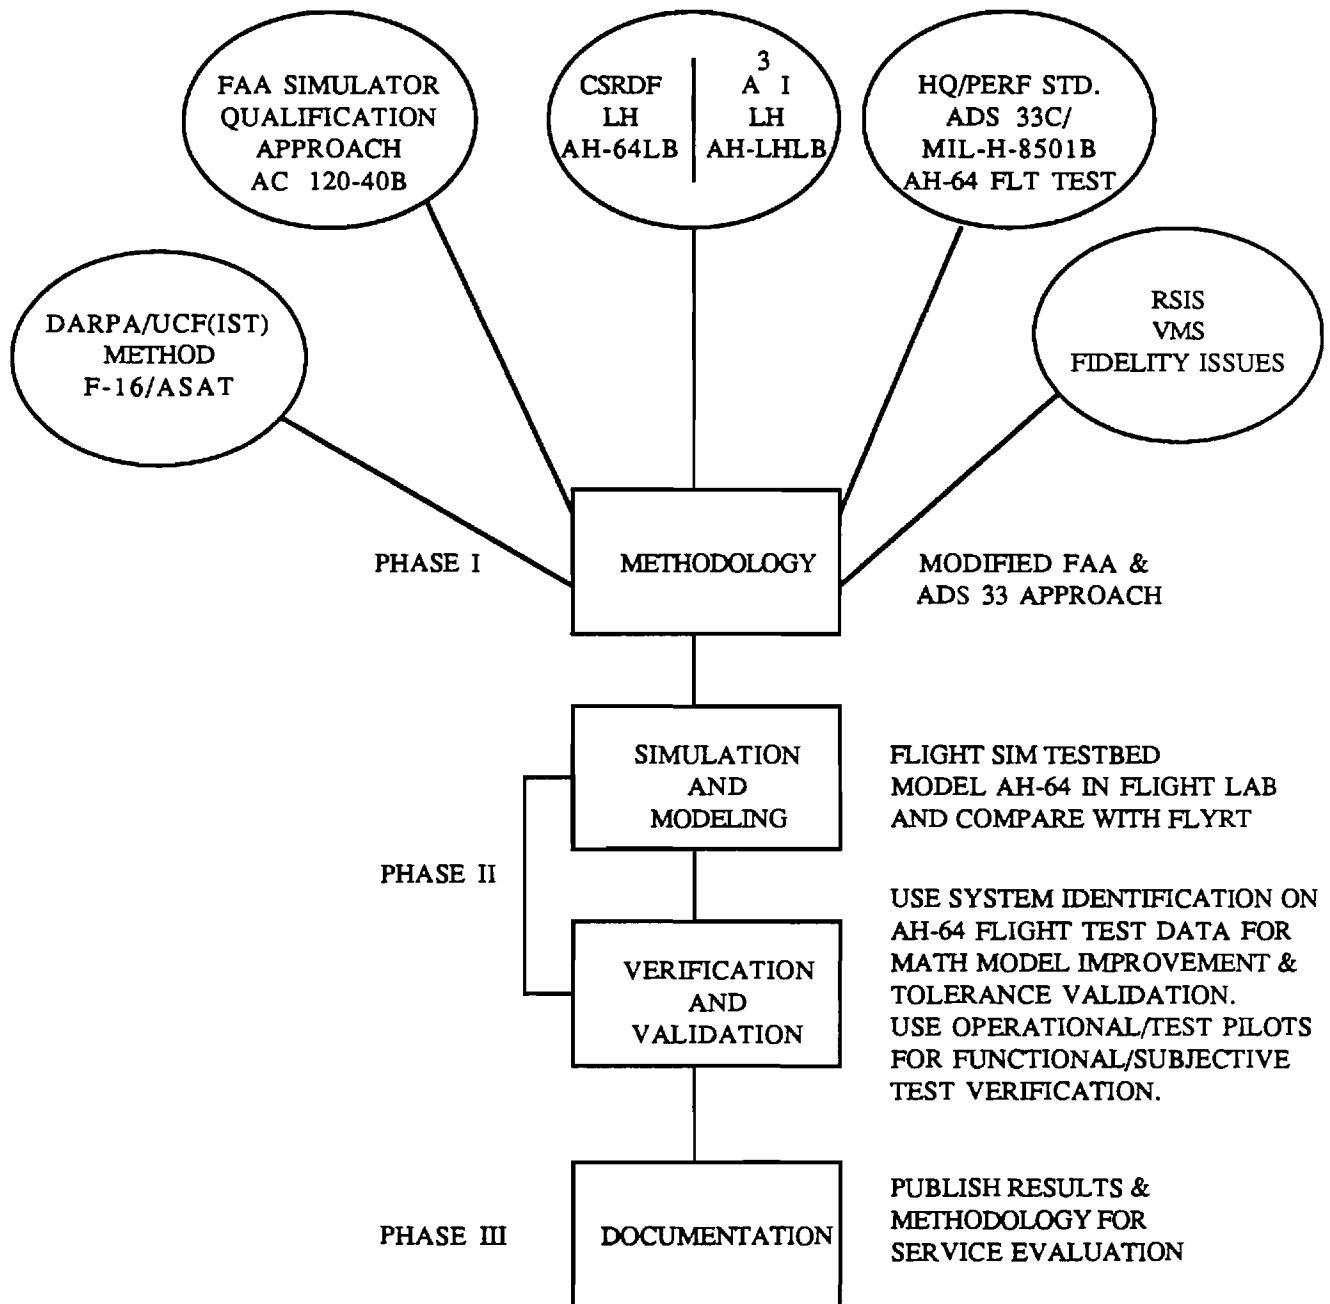 FAA SIMULATOR
QUALIFICATION
APPROACH
AC 120-40B
CSRDF
LH
AH-64LB
A³ I
LH
AH-LHLB
HQ/PERF STD.
ADS 33C/
MIL-H-8501B
AH-64 FLT TEST
DARPA/UCF(IST)
METHOD
F-16/ASAT
RSIS
VMS
FIDELITY ISSUES
PHASE I
METHODOLOGY
MODIFIED FAA &
ADS 33 APPROACH
SIMULATION
AND
MODELING
FLIGHT SIM TESTBED
MODEL AH-64 IN FLIGHT LAB
AND COMPARE WITH FLYRT
PHASE II
VERIFICATION
AND
VALIDATION
USE SYSTEM IDENTIFICATION ON
AH-64 FLIGHT TEST DATA FOR
MATH MODEL IMPROVEMENT &
TOLERANCE VALIDATION.
USE OPERATIONAL/TEST PILOTS
FOR FUNCTIONAL/SUBJECTIVE
TEST VERIFICATION.
PHASE III
DOCUMENTATION
PUBLISH RESULTS &
METHODOLOGY FOR
SERVICE EVALUATION